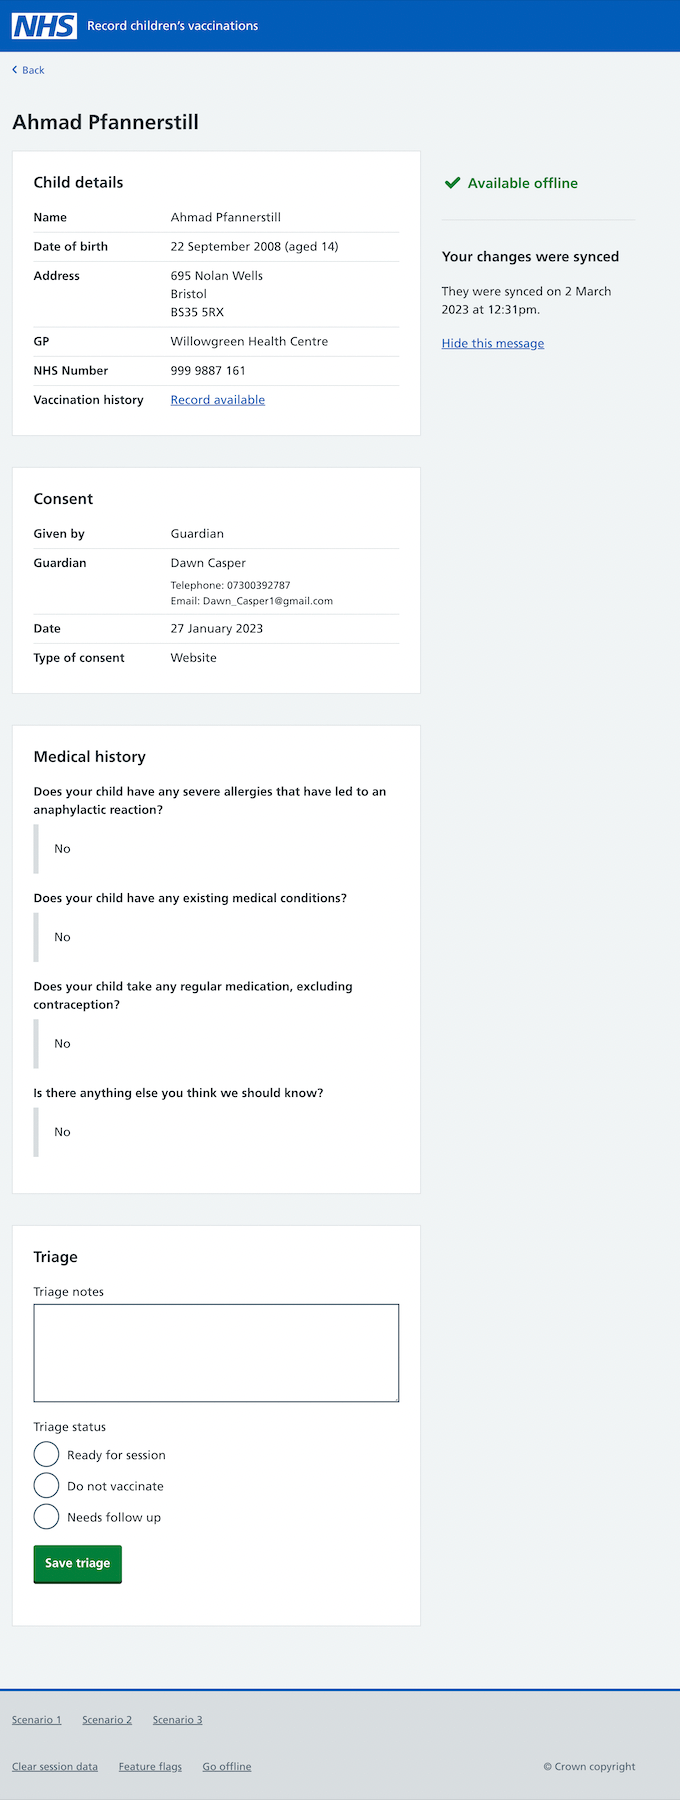 NHS Record children's vaccinations
Back
Ahmad Pfannerstill
Child details
Name Ahmad Pfannerstill
Date of birth 22 September 2008 (aged 14)
Address 695 Nolan Wells
Bristol
BS35 5RX
GP Willowgreen Health Centre
NHS Number 999 9887 161
Vaccination history Record available
Available offline
Your changes were synced
They were synced on 2 March
2023 at 12:31pm.
Hide this message
Consent
Given by Guardian
Guardian Dawn Casper
Telephone: 07300392787
Email: Dawn_Casper1@gmail.com
Date 27 January 2023
Type of consent Website
Medical history
Does your child have any severe allergies that have led to an
anaphylactic reaction?
No
Does your child have any existing medical conditions?
No
Does your child take any regular medication, excluding
contraception?
No
Is there anything else you think we should know?
No
Triage
Triage notes
Triage status
Ready for session
Do not vaccinate
Needs follow up
Save triage
Scenario 1 Scenario 2 Scenario 3
Clear session data Feature flags Go offline © Crown copyright